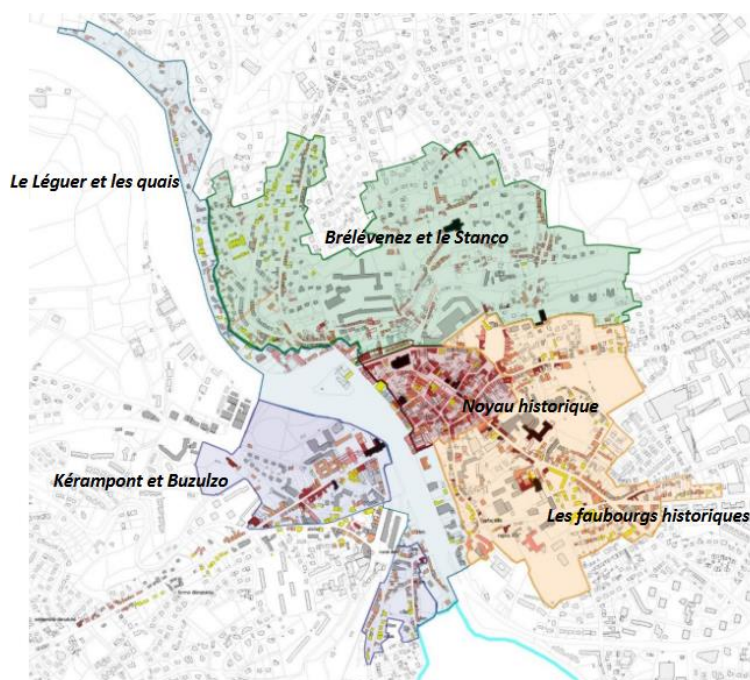 Le Léguer et les quais
Brélévenez et le Stanco
Noyau historique
Kérampont et Buzulzo
Les faubourgs historiques